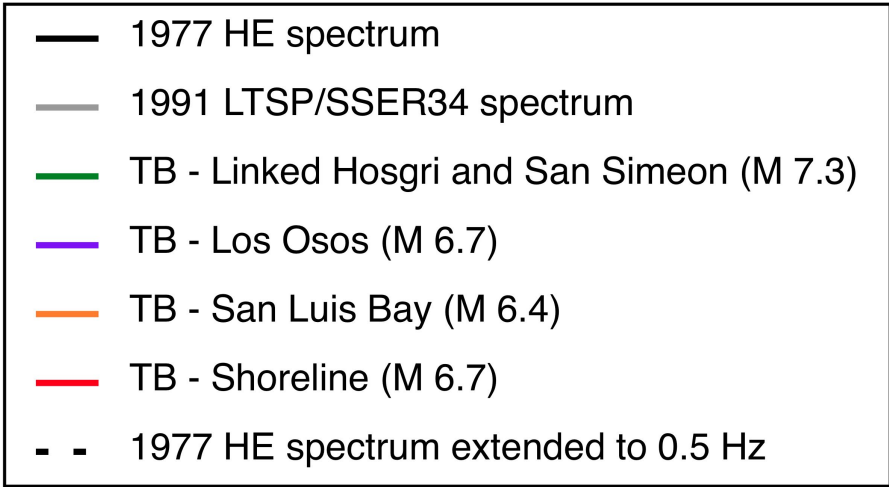 1977 HE spectrum
1991 LTSP/SSER34 spectrum
TB - Linked Hosgri and San Simeon (M 7.3)
TB - Los Osos (M 6.7)
TB - San Luis Bay (M 6.4)
TB - Shoreline (M 6.7)
1977 HE spectrum extended to 0.5 Hz